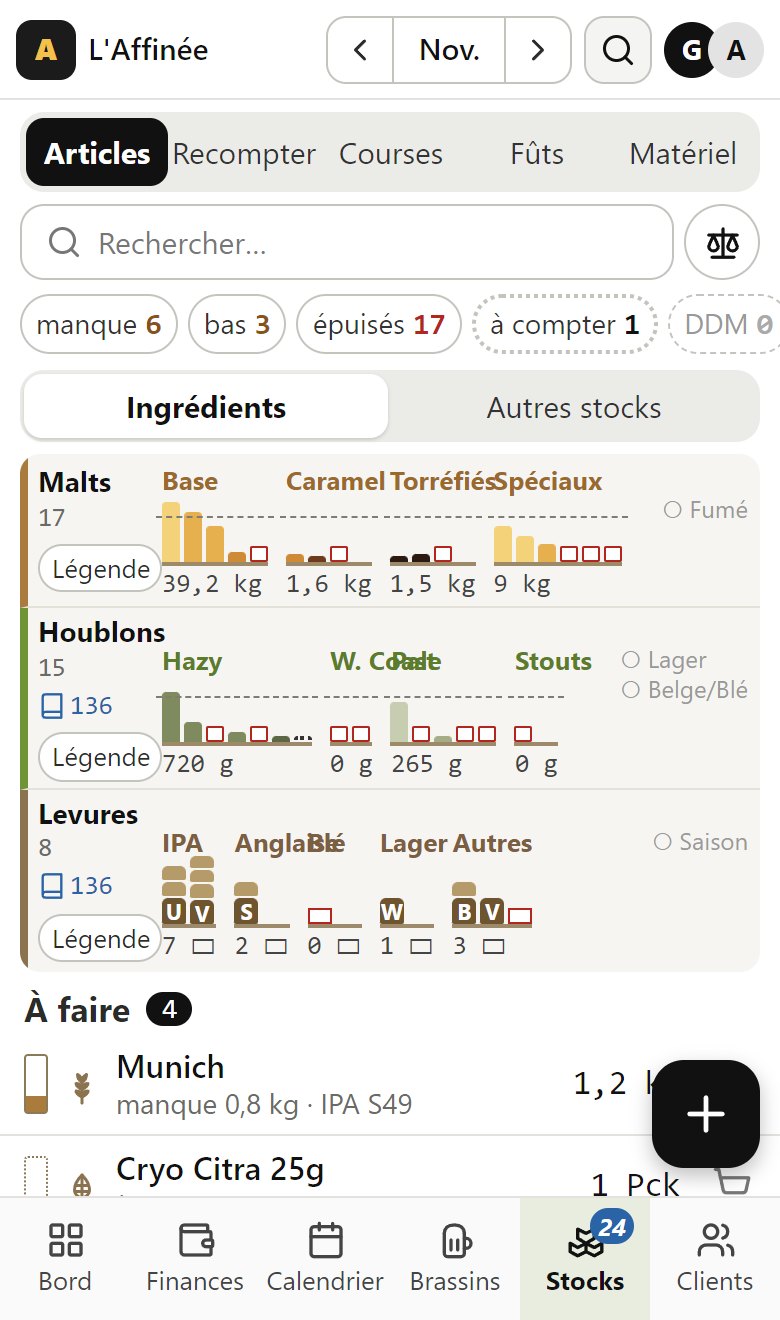 A L'Affinée Nov. G A
Articles Recompter Courses Fûts Matériel
Rechercher...
manque 6 bas 3 épuisés 17 à compter 1 DDM 0
Ingrédients Autres stocks
Malts Base Caramel Torréfiés Spéciaux
17 Fumé
Légende 39,2 kg 1,6 kg 1,5 kg 9 kg
Houblons
15 Hazy W. Coast Pale Stouts Lager
136 Belge/Blé
Légende 720 g 0 g 265 g 0 g
Levures
8 IPA Anglaise Blé Lager Autres Saison
136 U V S W B V
Légende 7 2 0 1 3
À faire 4
Munich 1,2
manque 0,8 kg · IPA S49
Cryo Citra 25g 1 Pck
24
Bord Finances Calendrier Brassins Stocks Clients